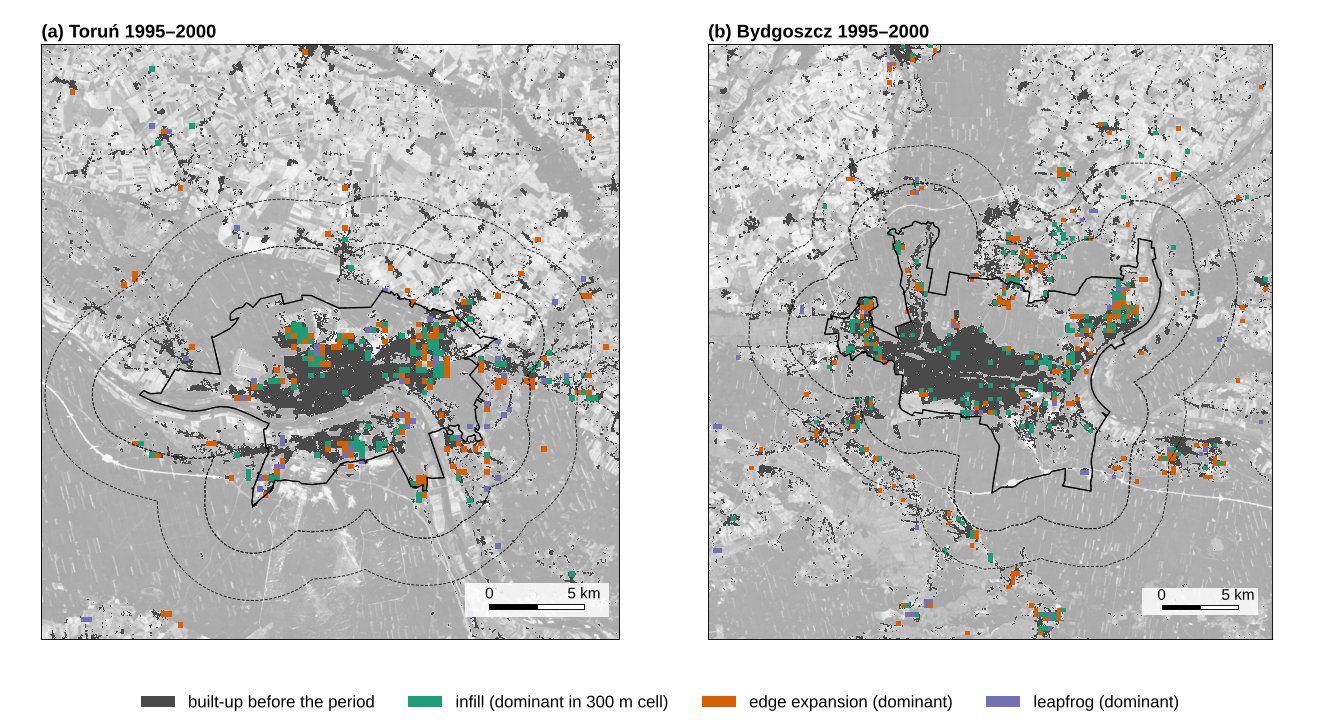 (a) Toruń 1995–2000
(b) Bydgoszcz 1995–2000
0 5 km
0 5 km
built-up before the period
infill (dominant in 300 m cell)
edge expansion (dominant)
leapfrog (dominant)